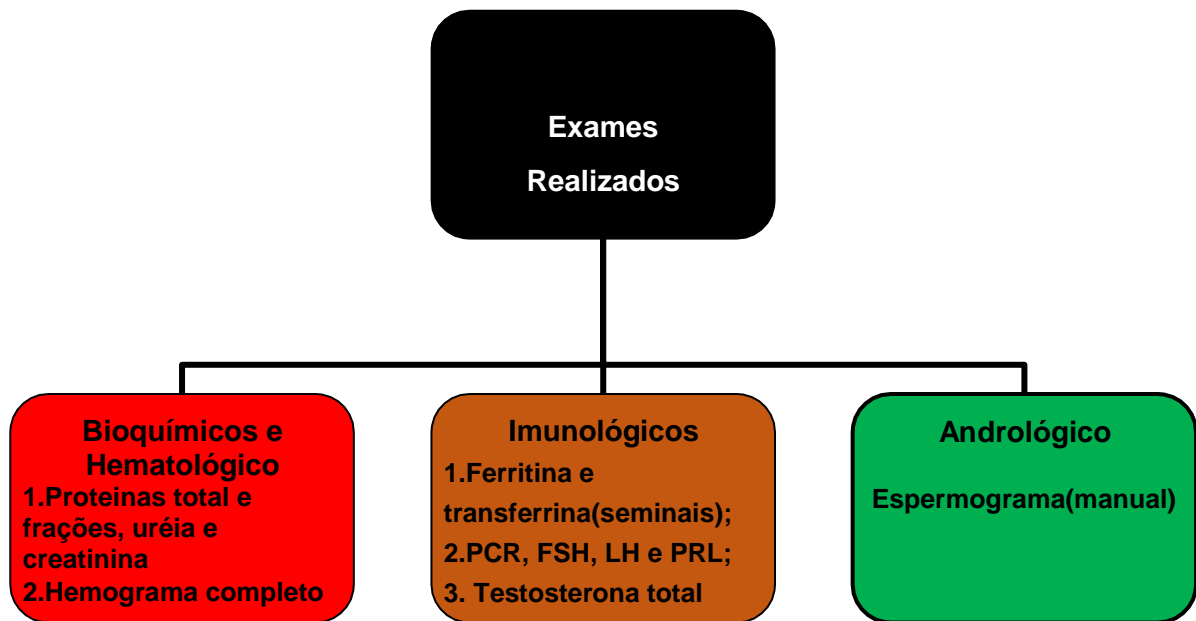 Exames
Realizados
Bioquímicos e
Hematológico
1.Proteinas total e
frações, uréia e
creatinina
2.Hemograma completo
Imunológicos
1.Ferritina e
transferrina(seminais);
2.PCR, FSH, LH e PRL;
3. Testosterona total
Andrológico
Espermograma(manual)